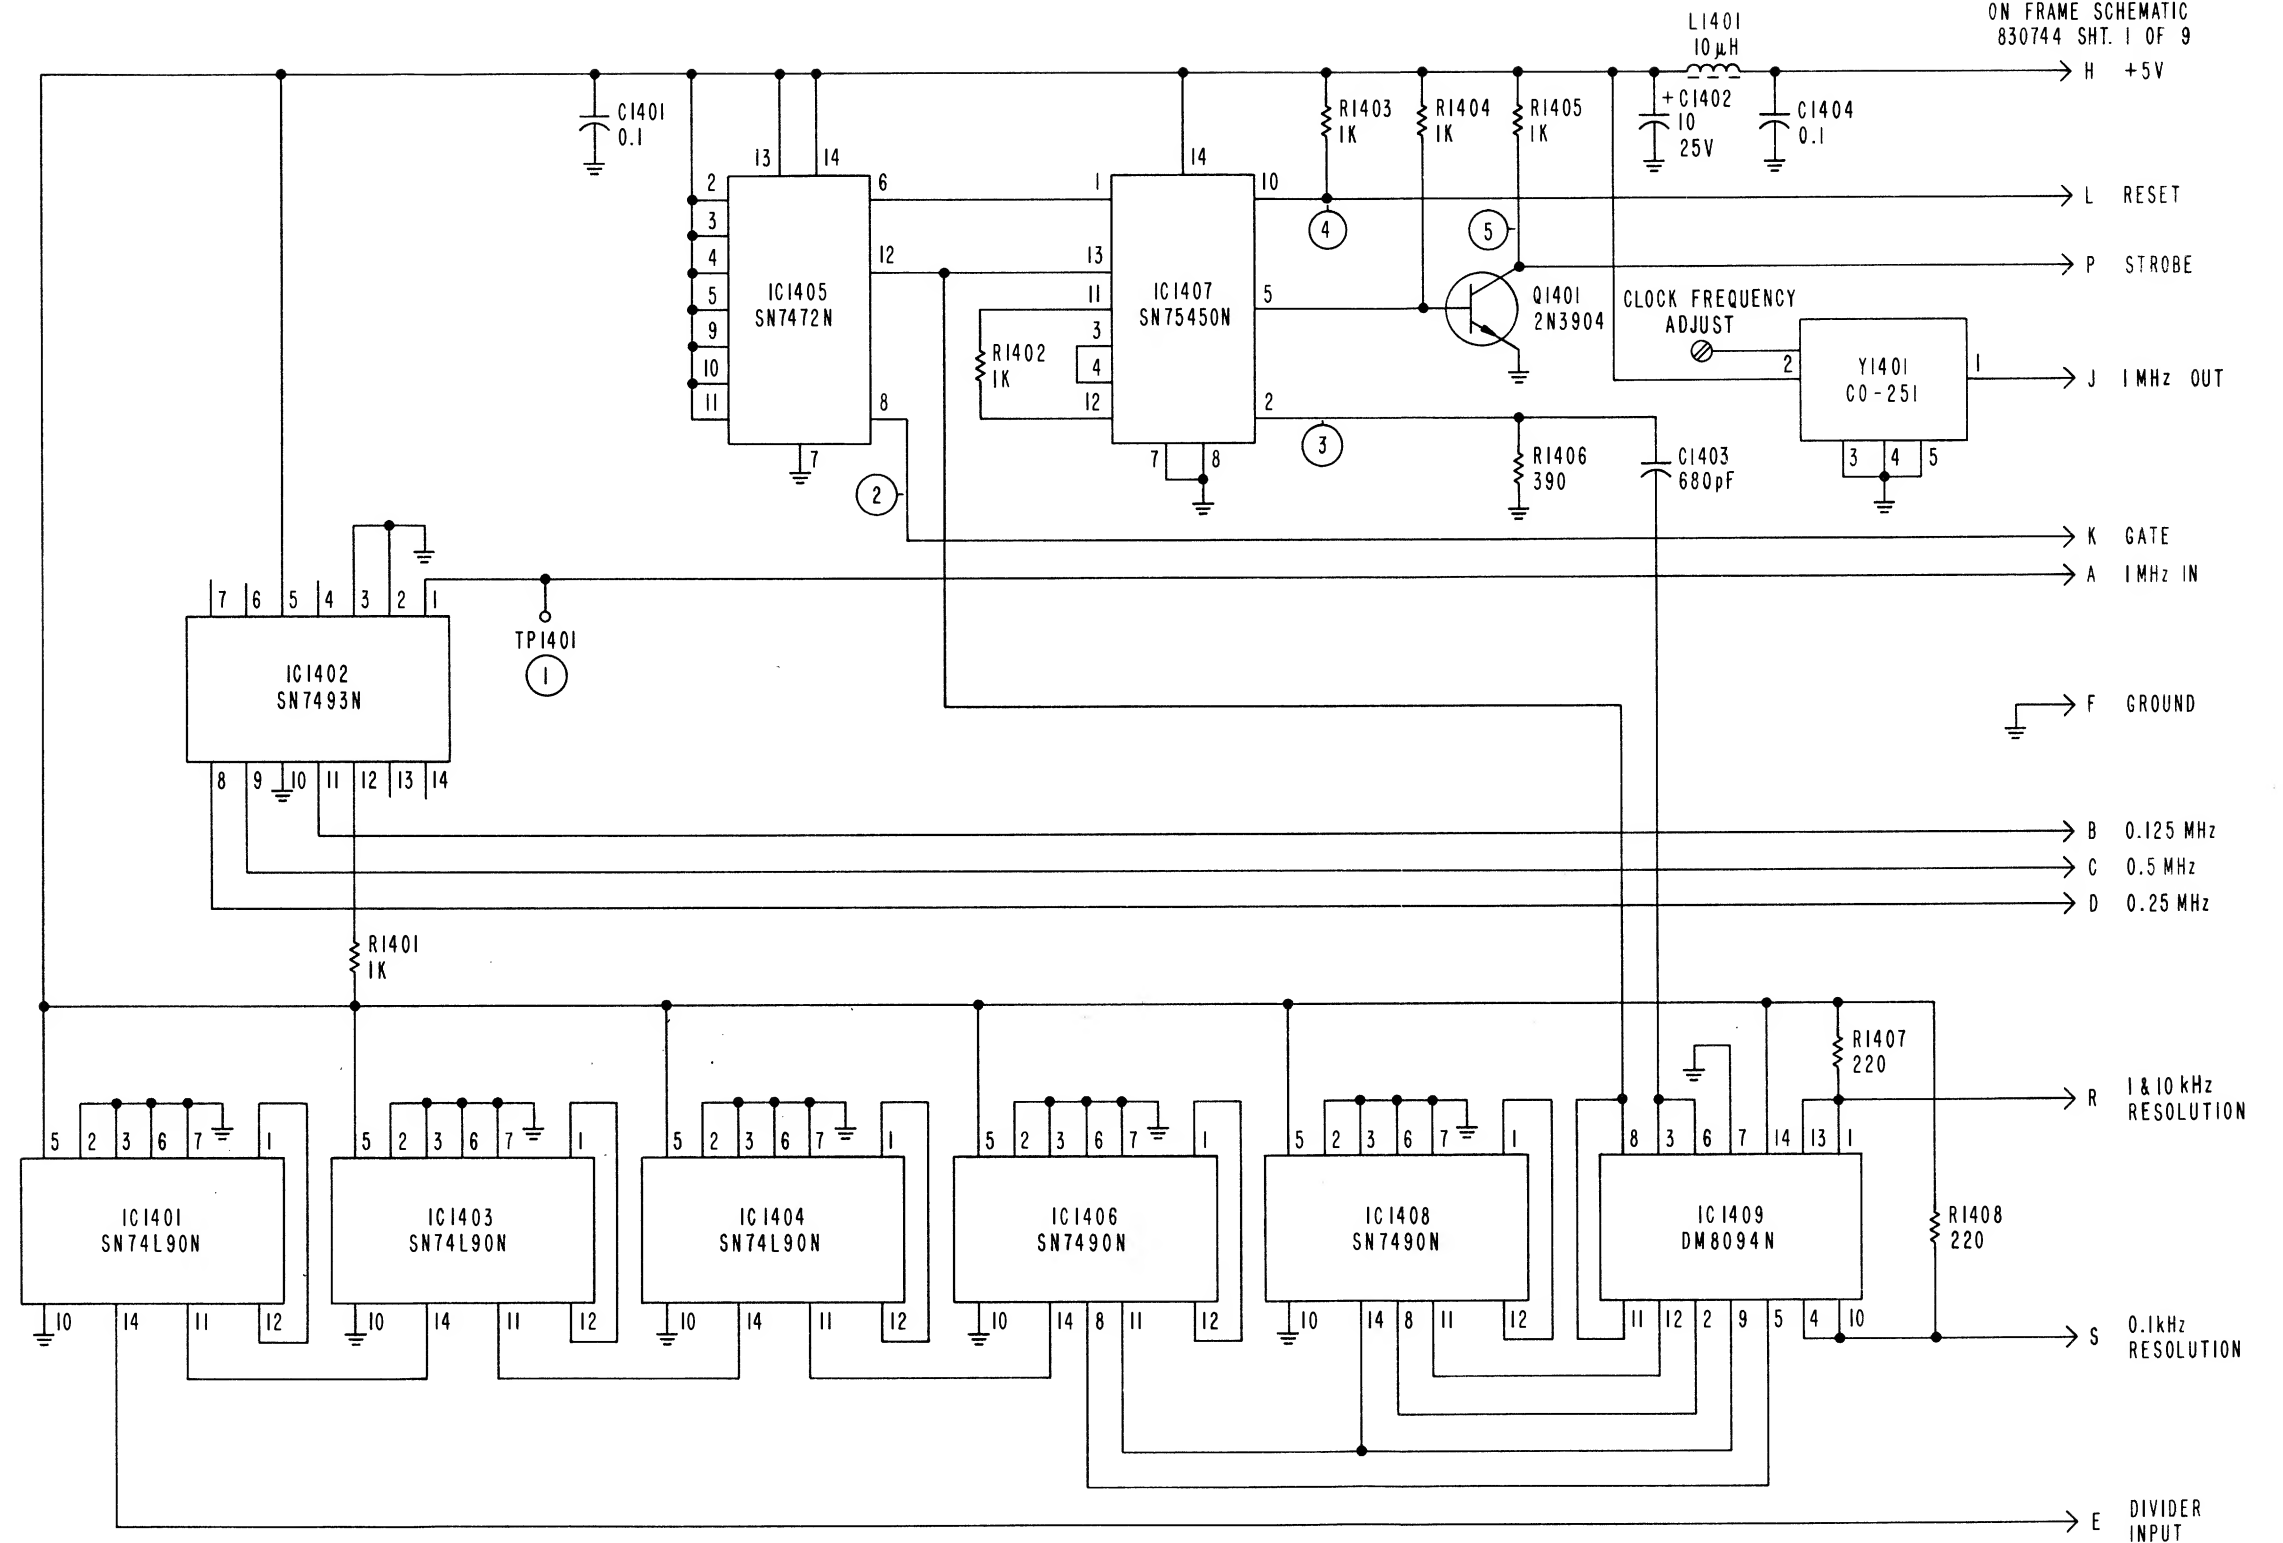 ON FRAME SCHEMATIC
830744 SHT. 1 OF 9
L1401
10µH
H +5V
C1401
0.1
R1403
1K
R1404
1K
R1405
1K
+C1402
10
25V
C1404
0.1
13 14
14
2
3
4
5
9
10
11
6
12
8
7
IC1405
SN7472N
1
13
11
3
4
12
10
5
2
7 8
IC1407
SN75450N
R1402
1K
4
5
3
2
L RESET
P STROBE
Q1401
2N3904
CLOCK FREQUENCY
ADJUST
2
1
Y1401
CO-251
3 4 5
J 1MHz OUT
R1406
390
C1403
680pF
K GATE
A 1MHz IN
7 6 5 4 3 2 1
TP1401
1
IC1402
SN7493N
F GROUND
8 9 10 11 12 13 14
B 0.125 MHz
C 0.5 MHz
D 0.25 MHz
R1401
1K
R1407
220
R 1 & 10 kHz
RESOLUTION
5 2 3 6 7 1
5 2 3 6 7 1
5 2 3 6 7 1
5 2 3 6 7 1
5 2 3 6 7 1
8 3 6 7 14 13 1
IC1401
SN74L90N
IC1403
SN74L90N
IC1404
SN74L90N
IC1406
SN7490N
IC1408
SN7490N
IC1409
DM8094N
R1408
220
10 14 11 12
10 14 11 12
10 14 11 12
10 14 8 11 12
10 14 8 11 12
11 12 2 9 5 4 10
S 0.1kHz
RESOLUTION
E DIVIDER
INPUT